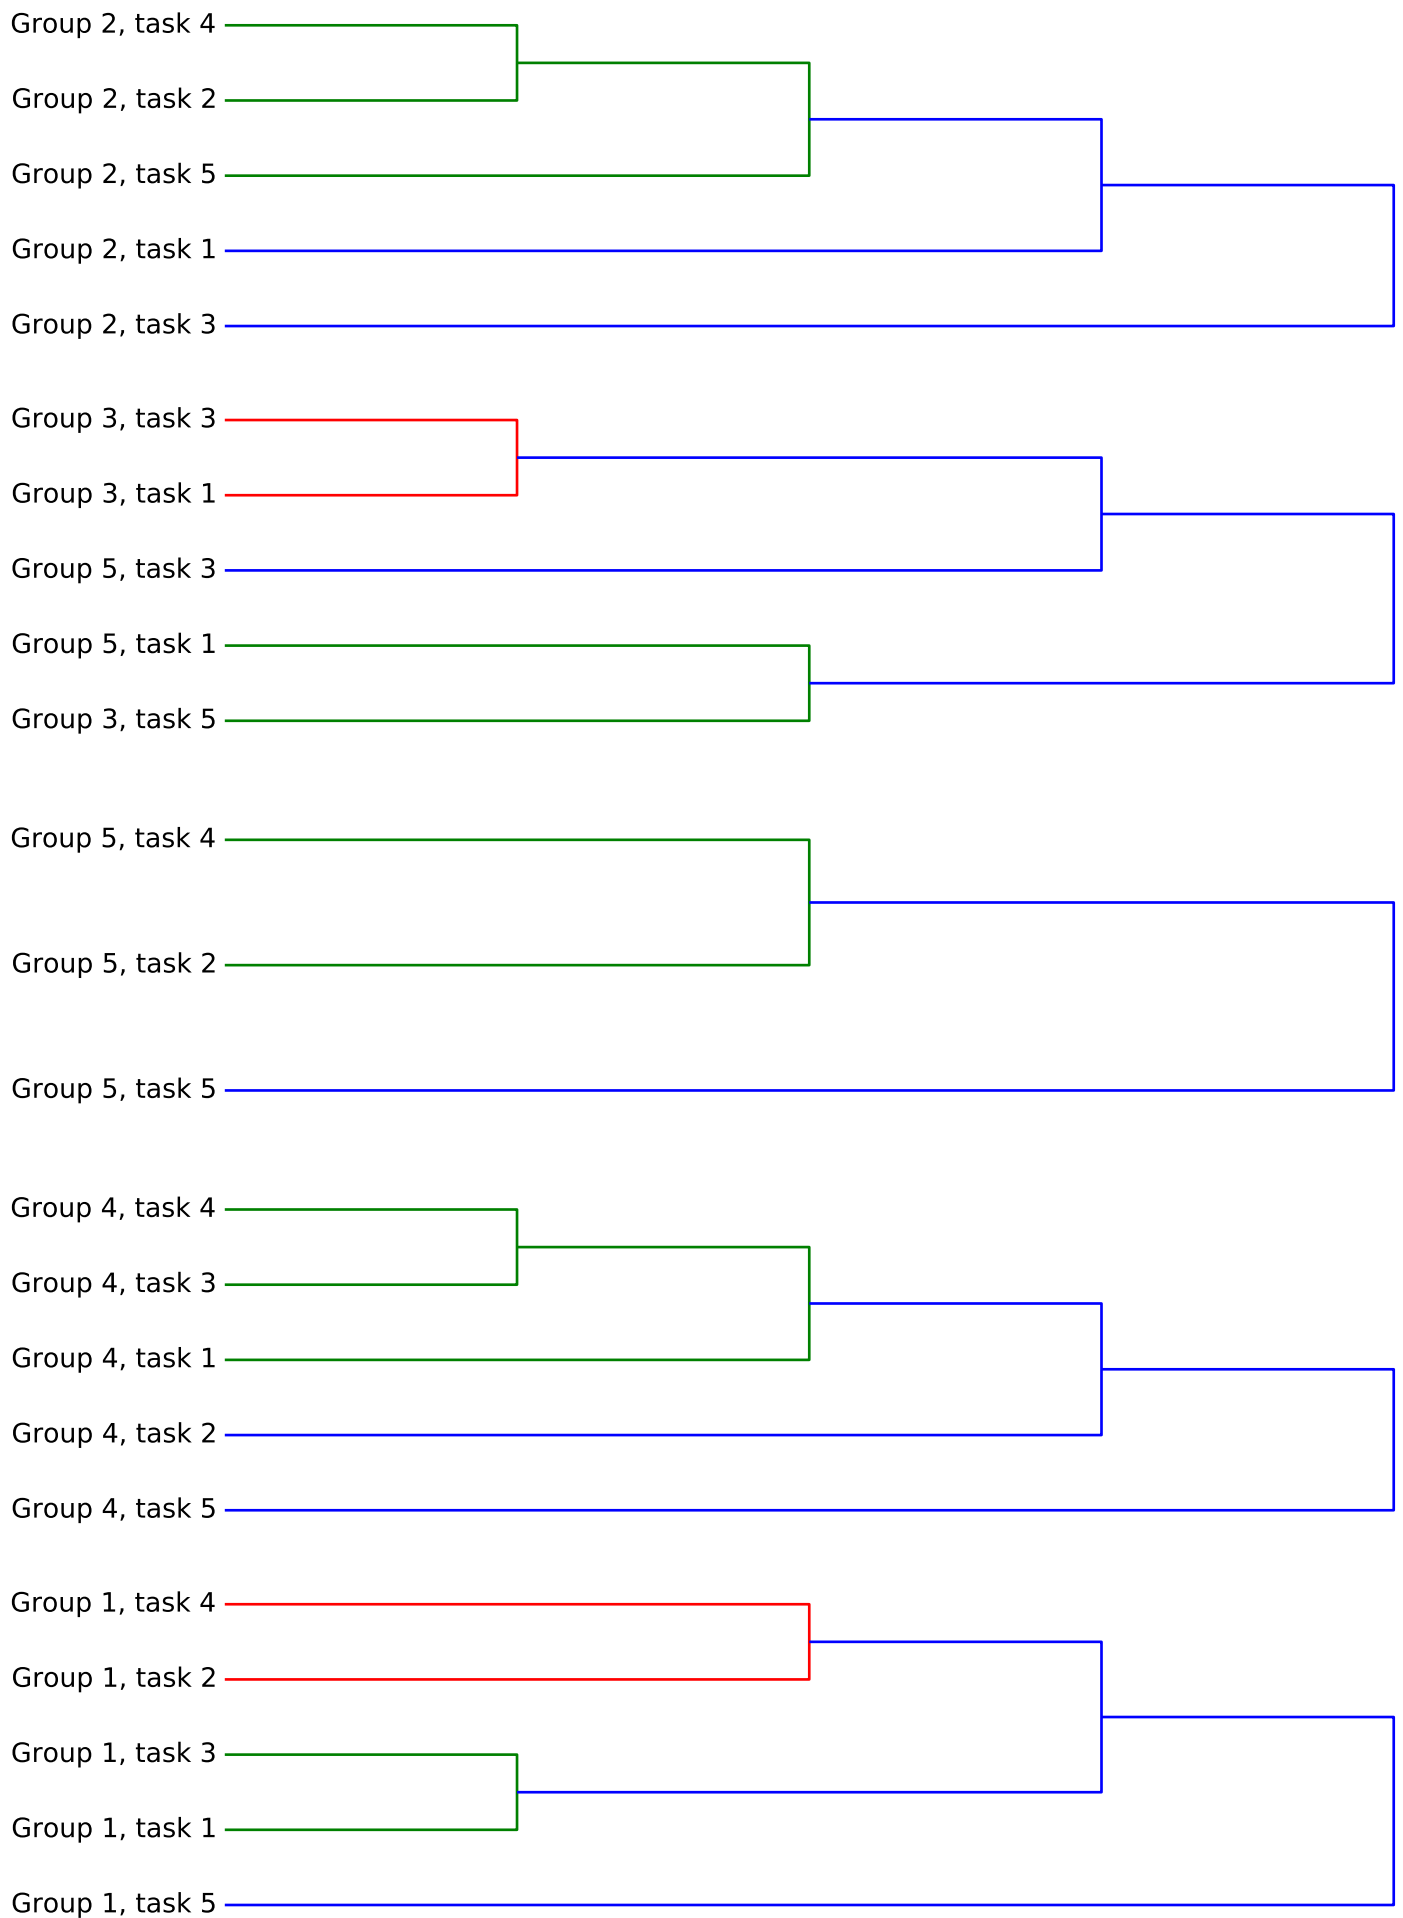 Group 2, task 4
Group 2, task 2
Group 2, task 5
Group 2, task 1
Group 2, task 3
Group 3, task 3
Group 3, task 1
Group 5, task 3
Group 5, task 1
Group 3, task 5
Group 5, task 4
Group 5, task 2
Group 5, task 5
Group 4, task 4
Group 4, task 3
Group 4, task 1
Group 4, task 2
Group 4, task 5
Group 1, task 4
Group 1, task 2
Group 1, task 3
Group 1, task 1
Group 1, task 5